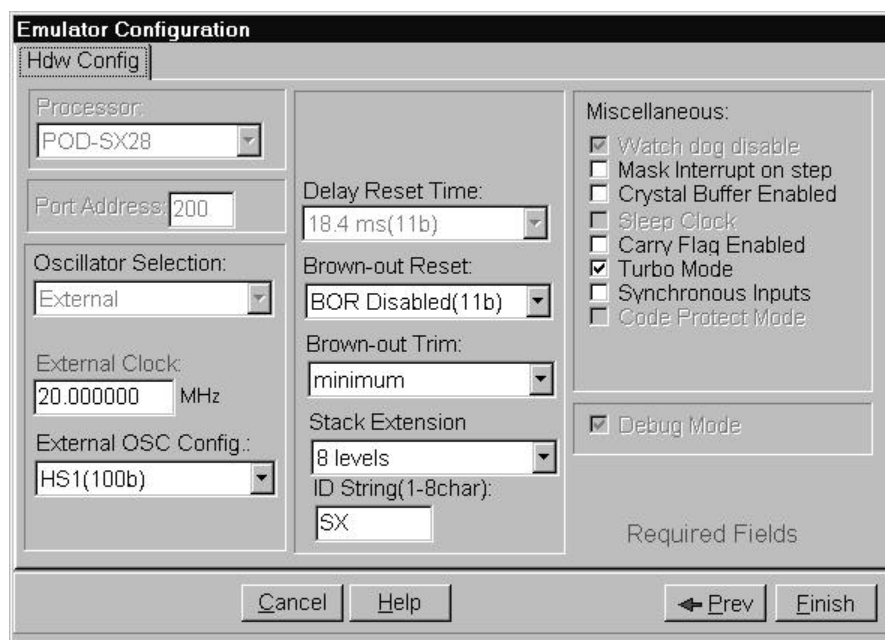 Emulator Configuration
Hdw Config
Processor:
POD-SX28
Port Address: 200
Oscillator Selection:
External
External Clock:
20.000000 MHz
External OSC Config.:
HS1(100b)
Delay Reset Time:
18.4 ms(11b)
Brown-out Reset:
BOR Disabled(11b)
Brown-out Trim:
minimum
Stack Extension
8 levels
ID String(1-8char):
SX
Miscellaneous:
Watch dog disable
Mask Interrupt on step
Crystal Buffer Enabled
Sleep Clock
Carry Flag Enabled
Turbo Mode
Synchronous Inputs
Code Protect Mode
Debug Mode
Required Fields
Cancel
Help
Prev
Finish